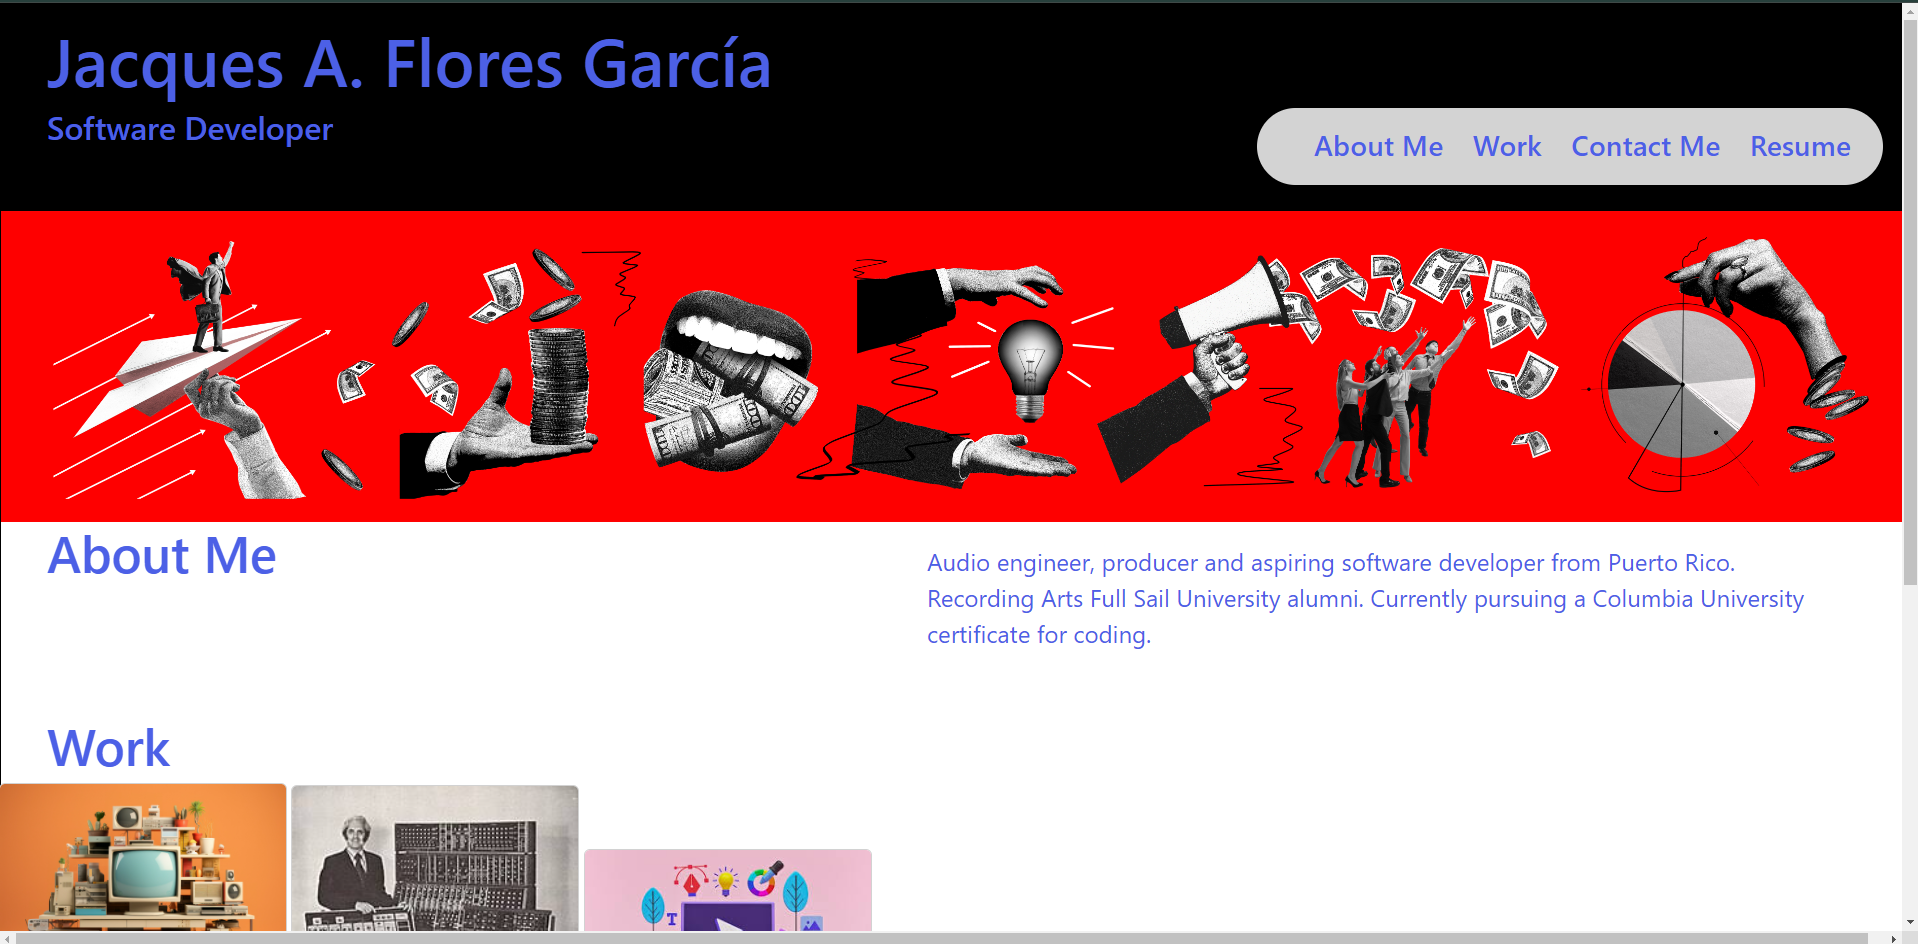 Jacques A. Flores García
Software Developer
About Me Work Contact Me Resume
About Me
Audio engineer, producer and aspiring software developer from Puerto Rico.
Recording Arts Full Sail University alumni. Currently pursuing a Columbia University
certificate for coding.
Work
T